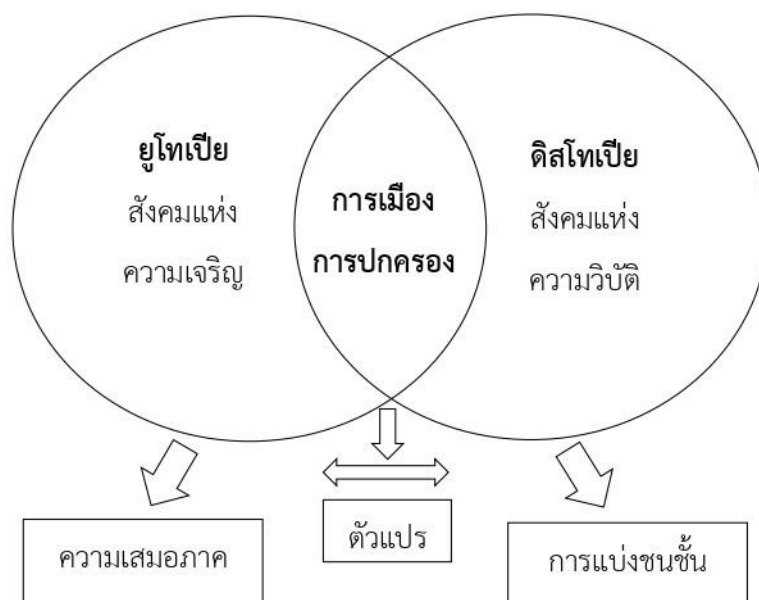 ยูโทเปีย
สังคมแห่ง
ความเจริญ
การเมือง
การปกครอง
ดิสโทเปีย
สังคมแห่ง
ความวิบัติ
ความเสมอภาค
ตัวแปร
การแบ่งชนชั้น